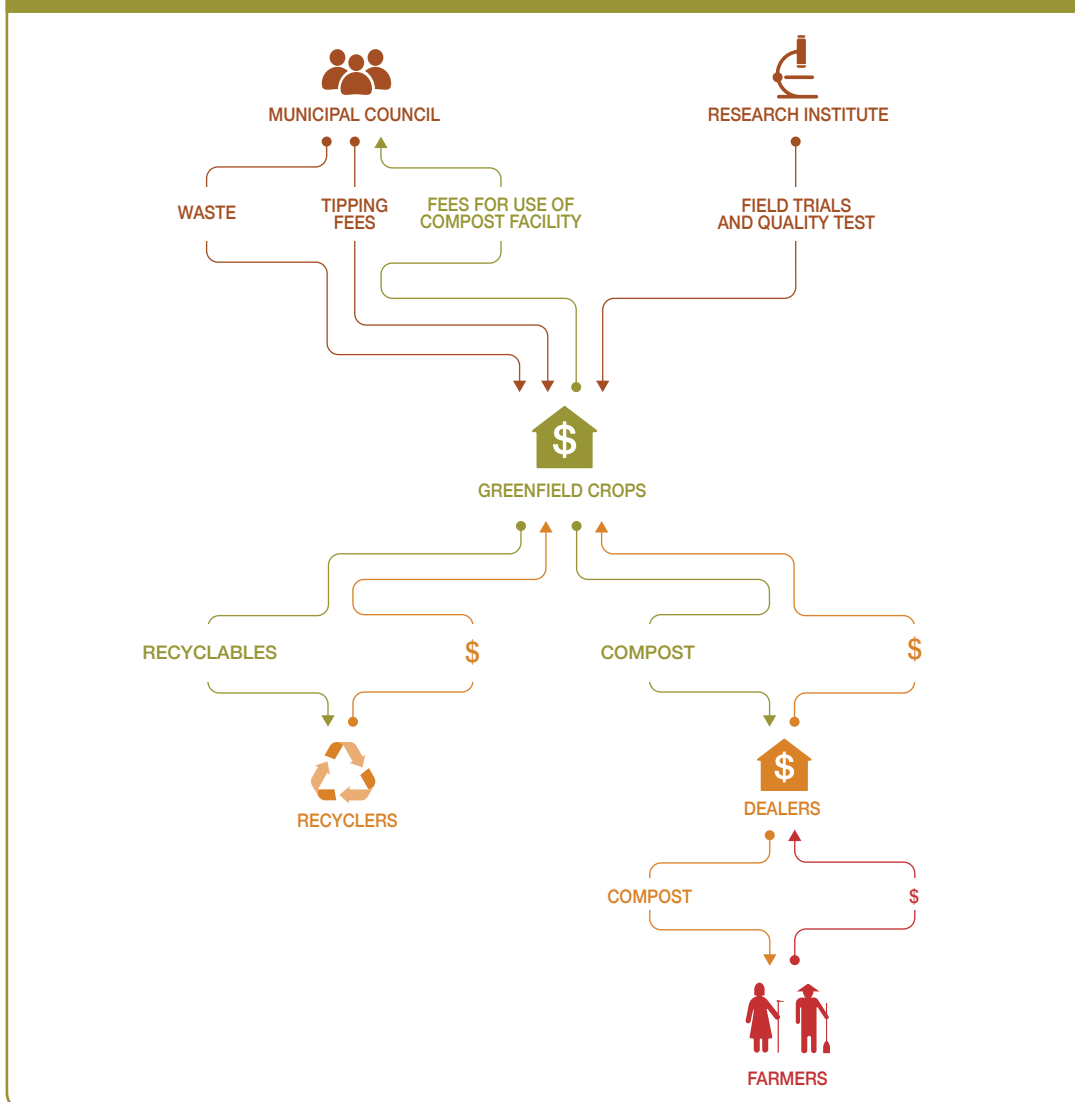 MUNICIPAL COUNCIL
RESEARCH INSTITUTE
WASTE
TIPPING
FEES
FEES FOR USE OF
COMPOST FACILITY
FIELD TRIALS
AND QUALITY TEST
$
GREENFIELD CROPS
RECYCLABLES
$
COMPOST
$
RECYCLERS
$
DEALERS
COMPOST
$
FARMERS